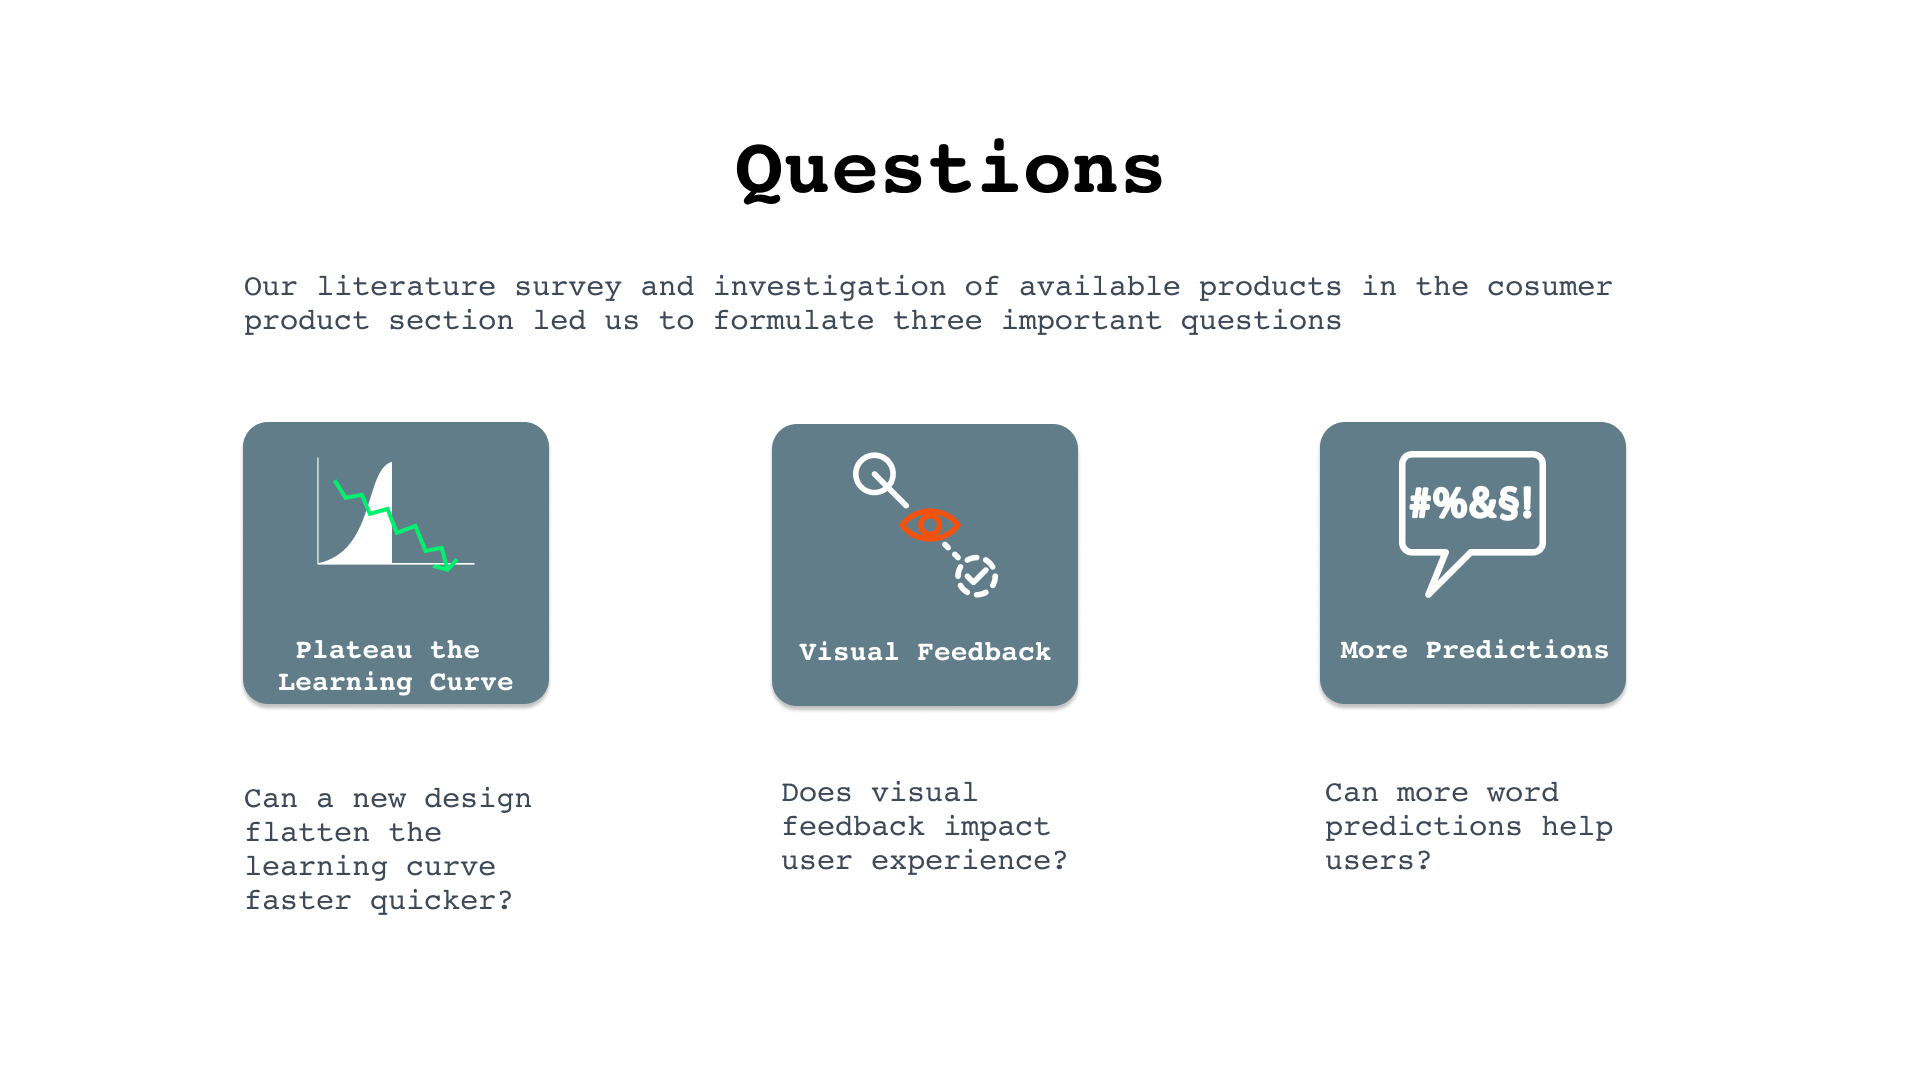 Questions
Our literature survey and investigation of available products in the cosumer
product section led us to formulate three important questions
Plateau the
Learning Curve
Can a new design
flatten the
learning curve
faster quicker?
Visual Feedback
Does visual
feedback impact
user experience?
#%&§!
More Predictions
Can more word
predictions help
users?